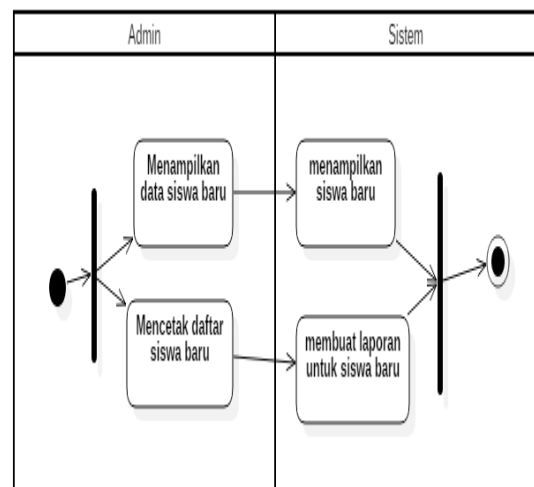 Admin
Sistem
Menampilkan
data siswa baru
menampilkan
siswa baru
Mencetak daftar
siswa baru
membuat laporan
untuk siswa baru